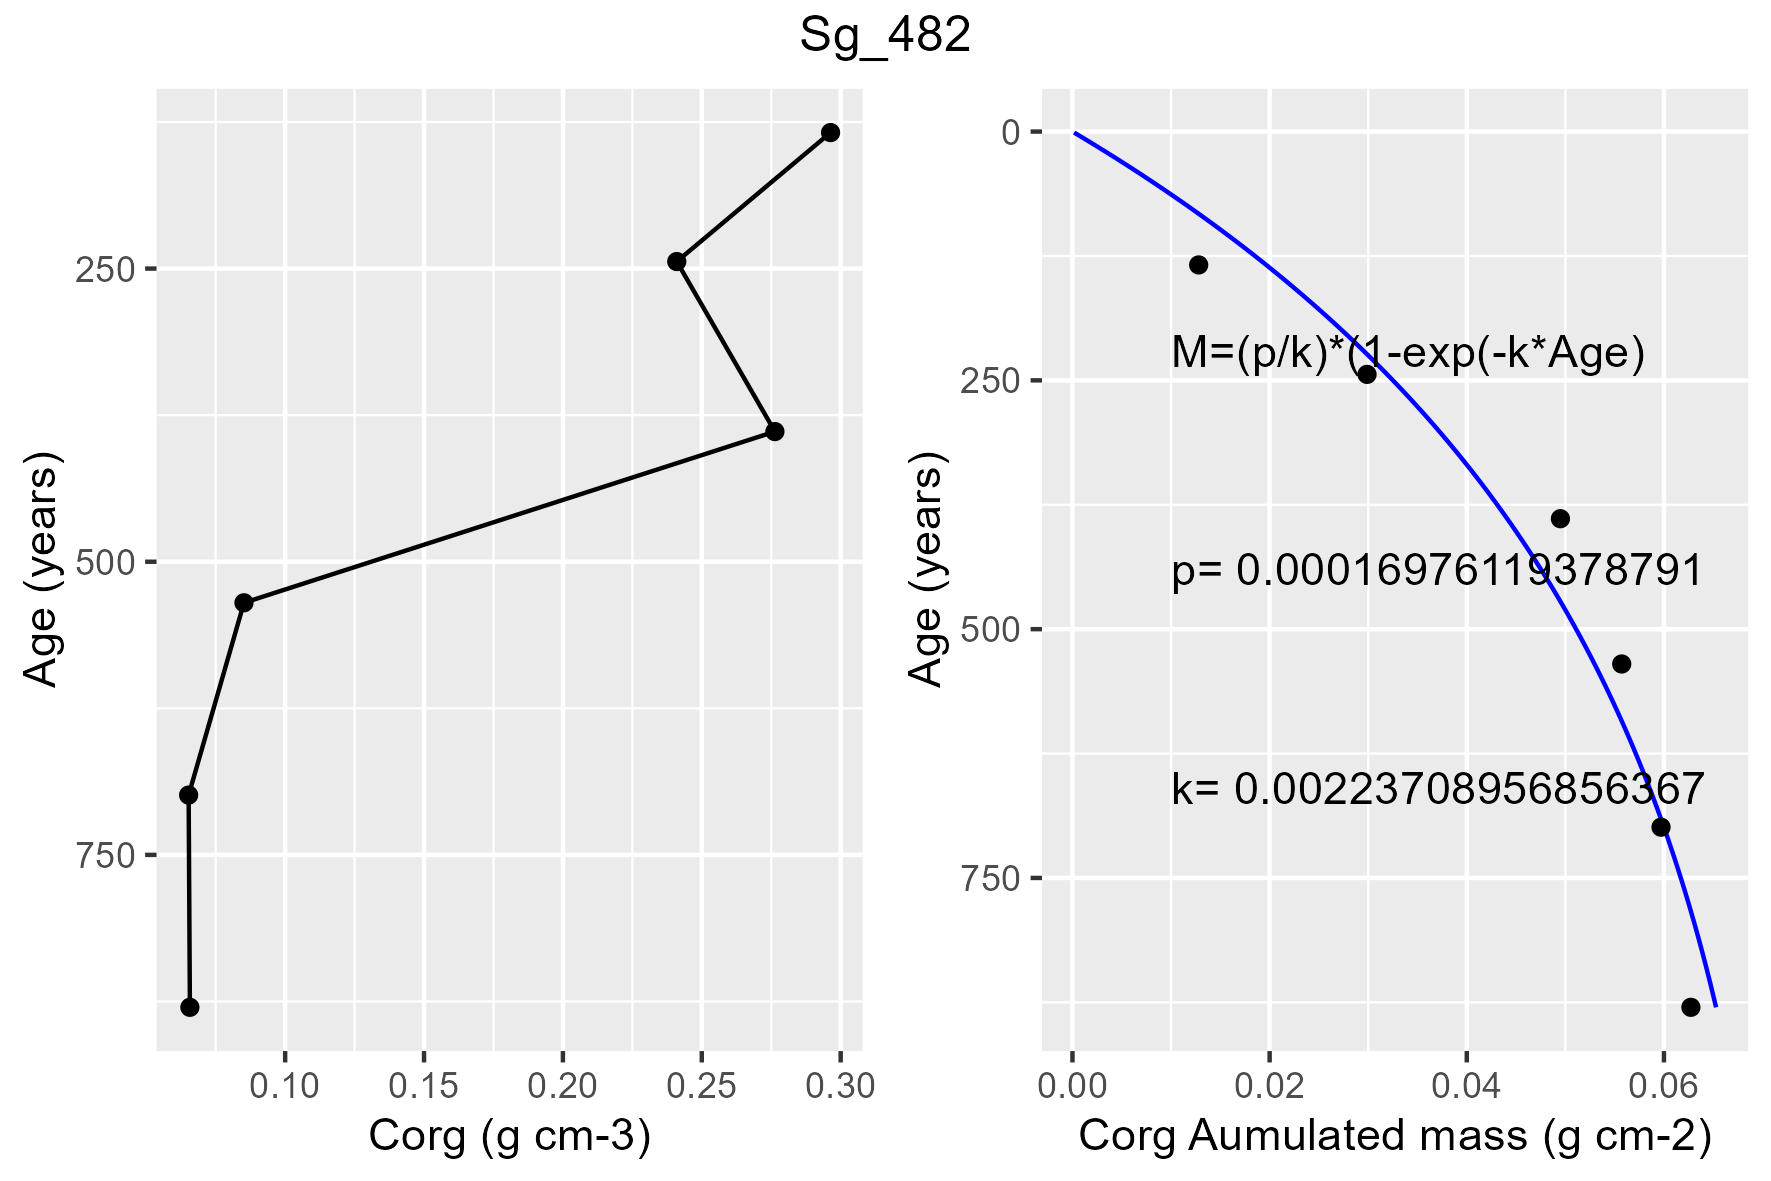 Sg_482
Age (years)
250
500
750
0.10
0.15
0.20
0.25
0.30
Corg (g cm-3)
Age (years)
0
250
500
750
M=(p/k)*(1-exp(-k*Age)
p= 0.00016976119378791
k= 0.00223708956856367
0.00
0.02
0.04
0.06
Corg Aumulated mass (g cm-2)